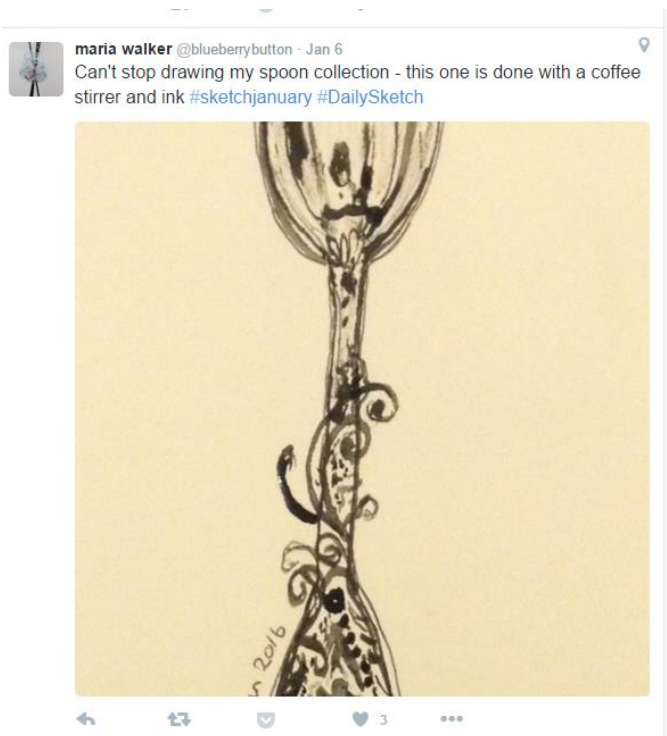 maria walker @blueberrybutton · Jan 6
Can't stop drawing my spoon collection - this one is done with a coffee
stirrer and ink #sketchjanuary #DailySketch
2016
3